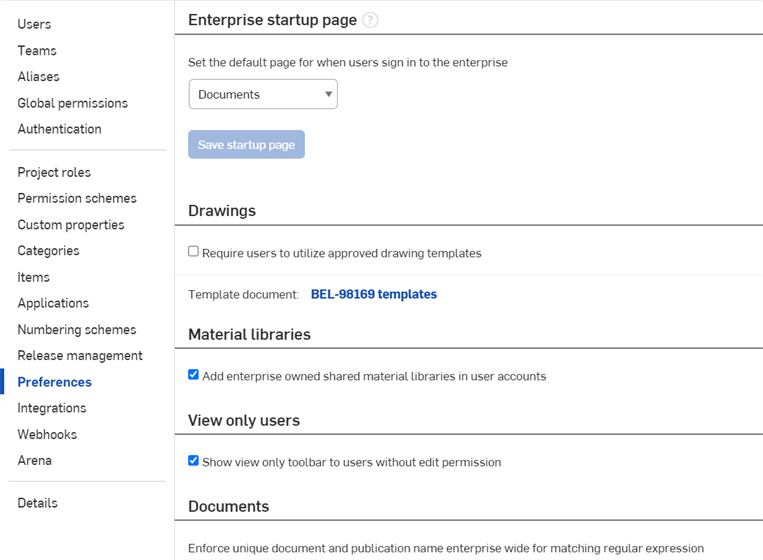 Users
Teams
Aliases
Global permissions
Authentication
Project roles
Permission schemes
Custom properties
Categories
Items
Applications
Numbering schemes
Release management
Preferences
Integrations
Webhooks
Arena
Details
Enterprise startup page ?
Set the default page for when users sign in to the enterprise
Documents
Save startup page
Drawings
Require users to utilize approved drawing templates
Template document: BEL-98169 templates
Material libraries
Add enterprise owned shared material libraries in user accounts
View only users
Show view only toolbar to users without edit permission
Documents
Enforce unique document and publication name enterprise wide for matching regular expression